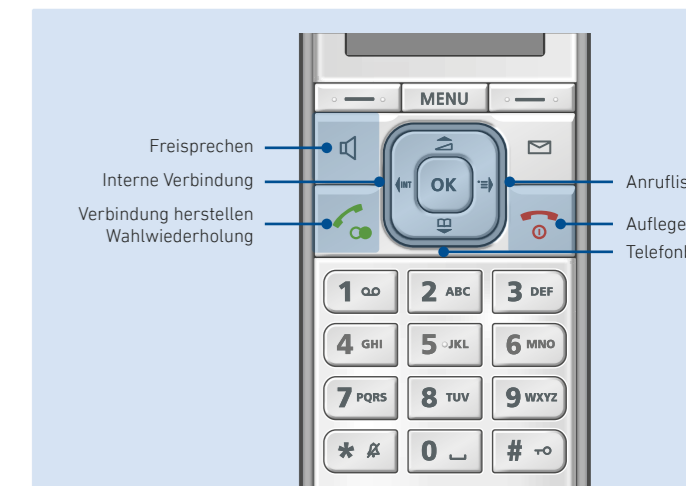 MENU
Freisprechen
Interne Verbindung
INT
OK
Anruflis
Verbindung herstellen
Wahlwiederholung
Auflege
Telefon
1
2 ABC
3 DEF
4 GHI
5 JKL
6 MNO
7 PQRS
8 TUV
9 WXYZ
*
0
#